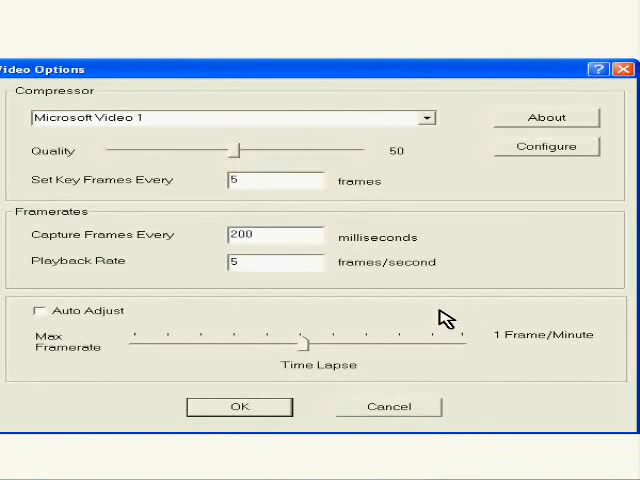 Video Options
Compressor
Microsoft Video 1
About
Quality
50
Configure
Set Key Frames Every
5
frames
Framerates
Capture Frames Every
200
milliseconds
Playback Rate
5
frames/second
Auto Adjust
Max
Framerate
1 Frame/Minute
Time Lapse
OK
Cancel